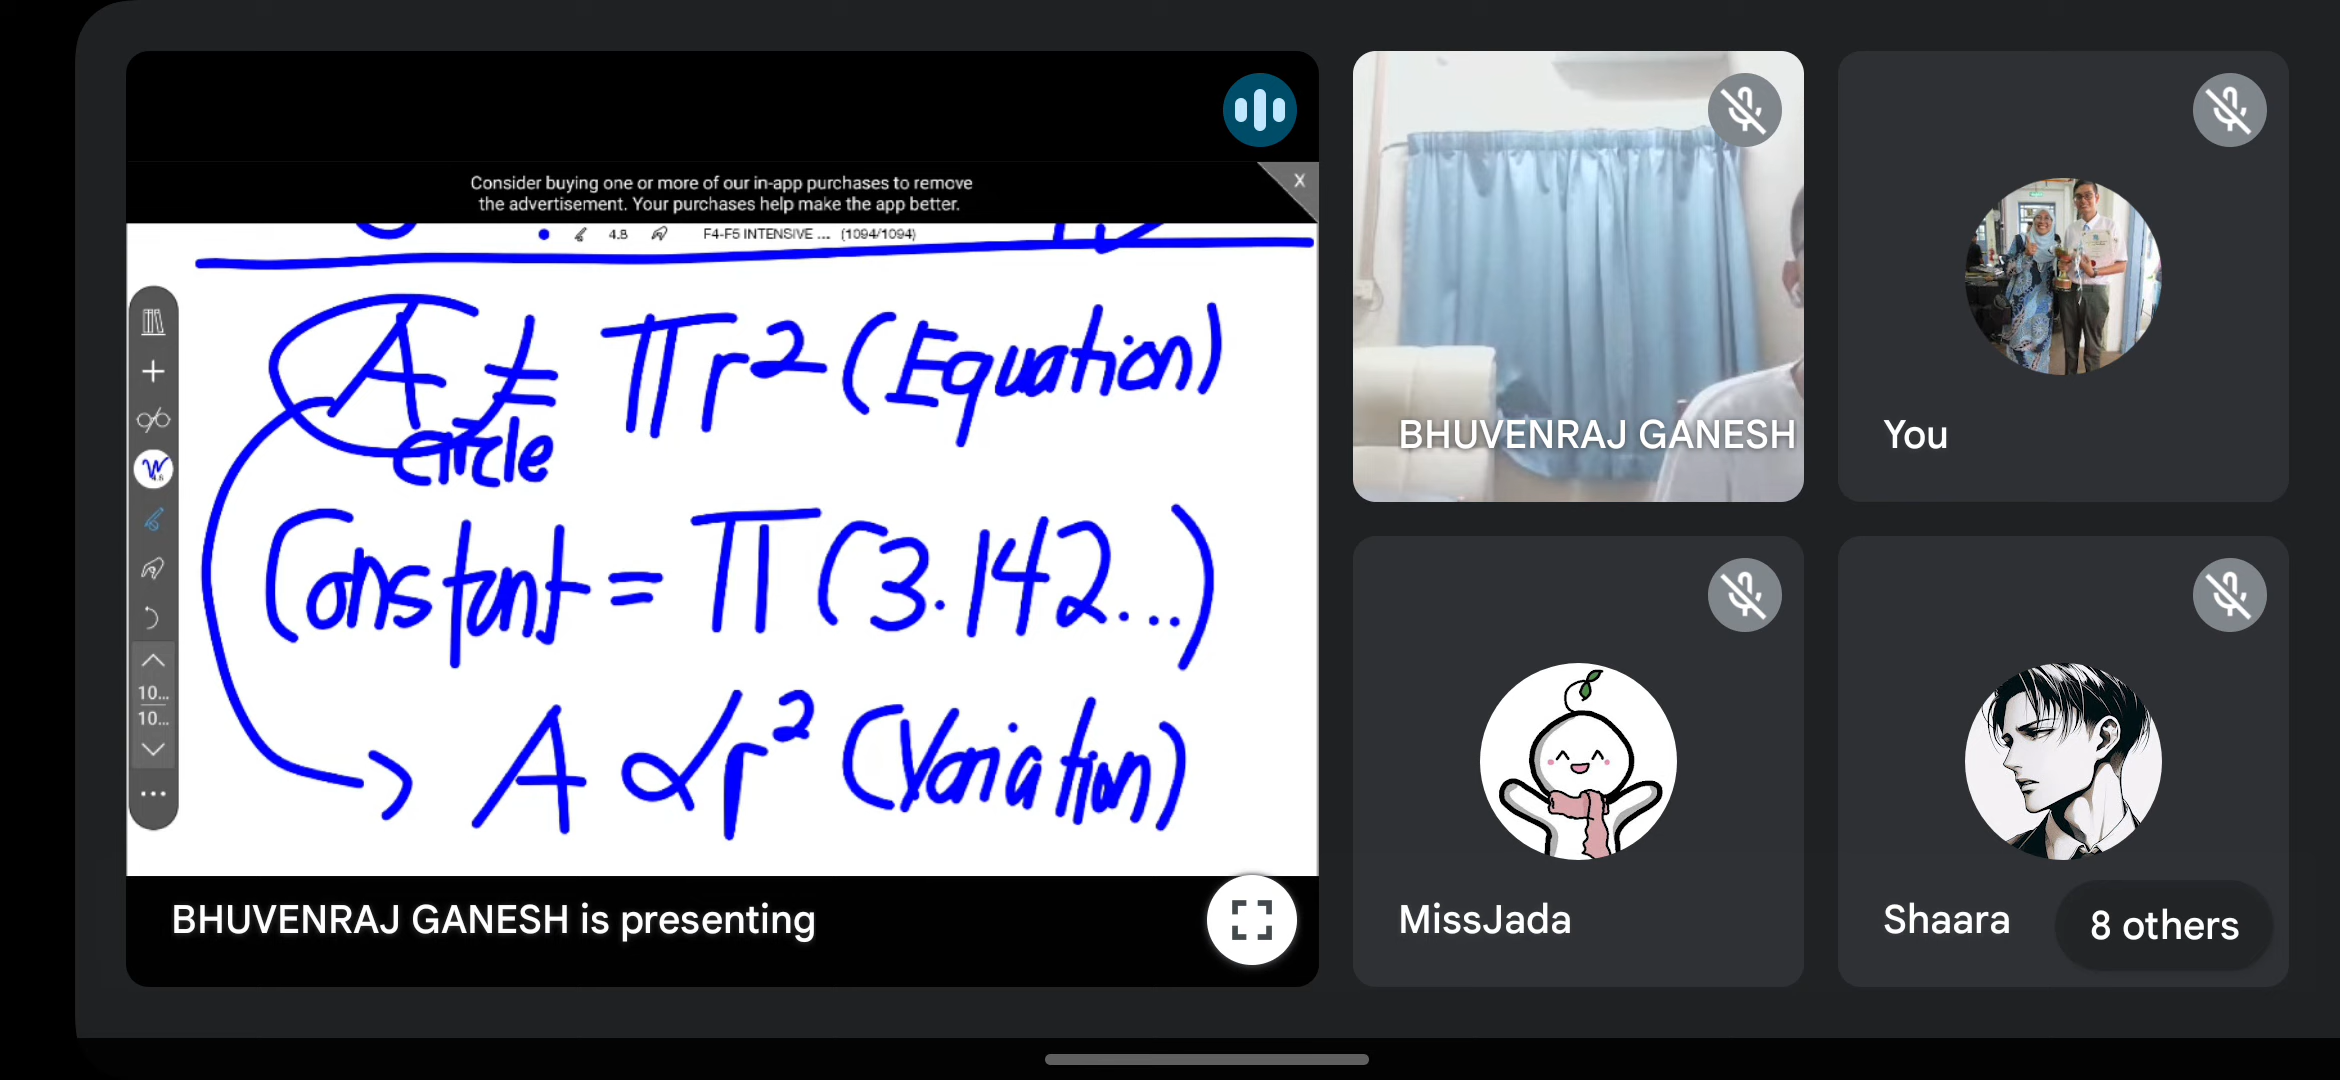 Consider buying one or more of our in-app purchases to remove
the advertisement. Your purchases help make the app better.
X
4.8 F4-F5 INTENSIVE ... (1094/1094)
A = πr² (Equation)
circle
Constant = π (3.142...)
A ∝ r² (Variation)
W
4.8
10...
10...
BHUVENRAJ GANESH is presenting
BHUVENRAJ GANESH
You
MissJada
Shaara
8 others